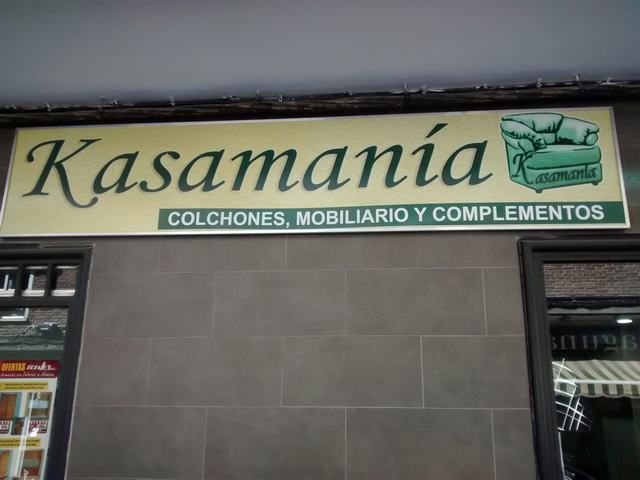 Kasamanía
Kasamanía
COLCHONES, MOBILIARIO Y COMPLEMENTOS
OFERTAS